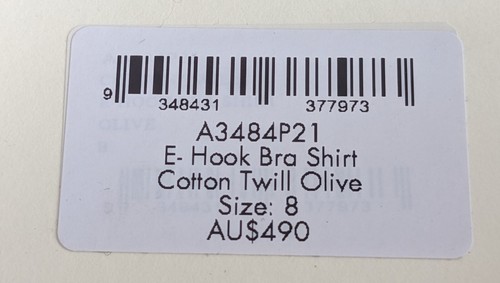 9 348431 377973
A3484P21
E- Hook Bra Shirt
Cotton Twill Olive
Size: 8
AU$490